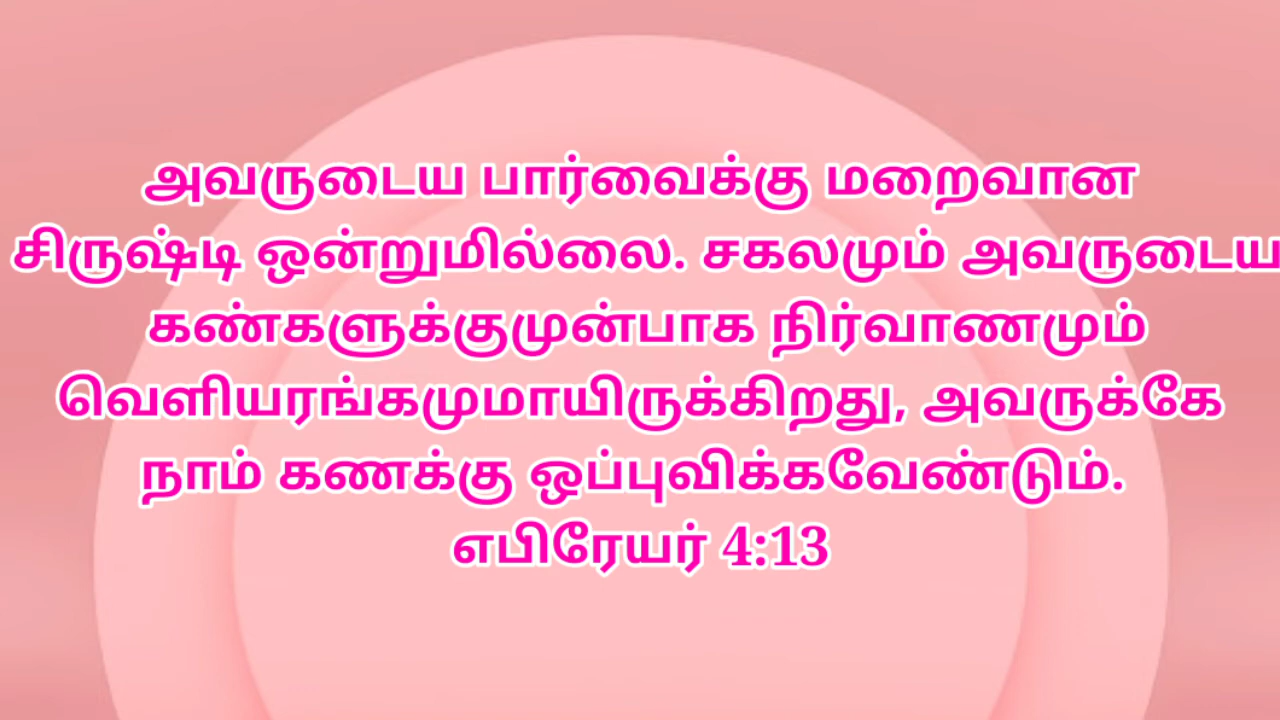 அவருடைய பார்வைக்கு மறைவான
சிருஷ்டி ஒன்றுமில்லை. சகலமும் அவருடைய
கண்களுக்குமுன்பாக நிர்வாணமும்
வெளியரங்கமுமாயிருக்கிறது, அவருக்கே
நாம் கணக்கு ஒப்புவிக்கவேண்டும்.
எபிரேயர் 4:13